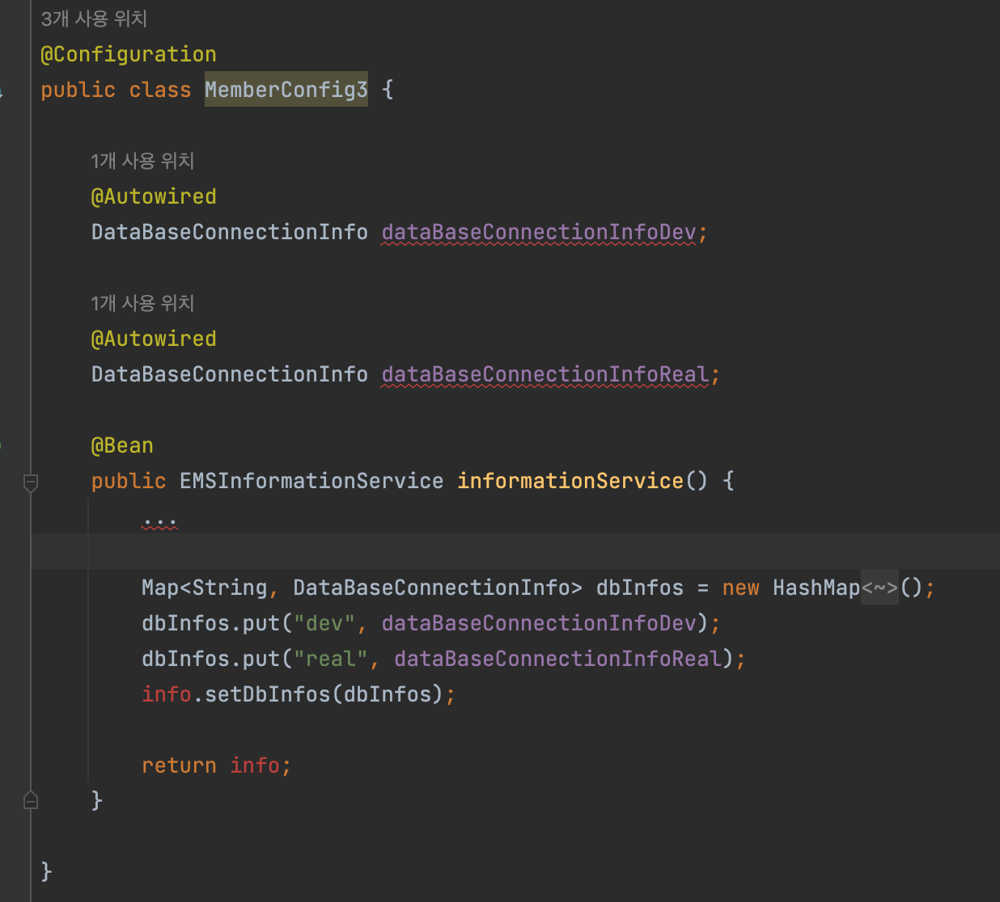 3개 사용 위치
@Configuration
public class MemberConfig3 {
1개 사용 위치
@Autowired
DataBaseConnectionInfo dataBaseConnectionInfoDev;
1개 사용 위치
@Autowired
DataBaseConnectionInfo dataBaseConnectionInfoReal;
@Bean
public EMSInformationService informationService() {
...
Map<String, DataBaseConnectionInfo> dbInfos = new HashMap<~>();
dbInfos.put("dev", dataBaseConnectionInfoDev);
dbInfos.put("real", dataBaseConnectionInfoReal);
info.setDbInfos(dbInfos);
return info;
}
}